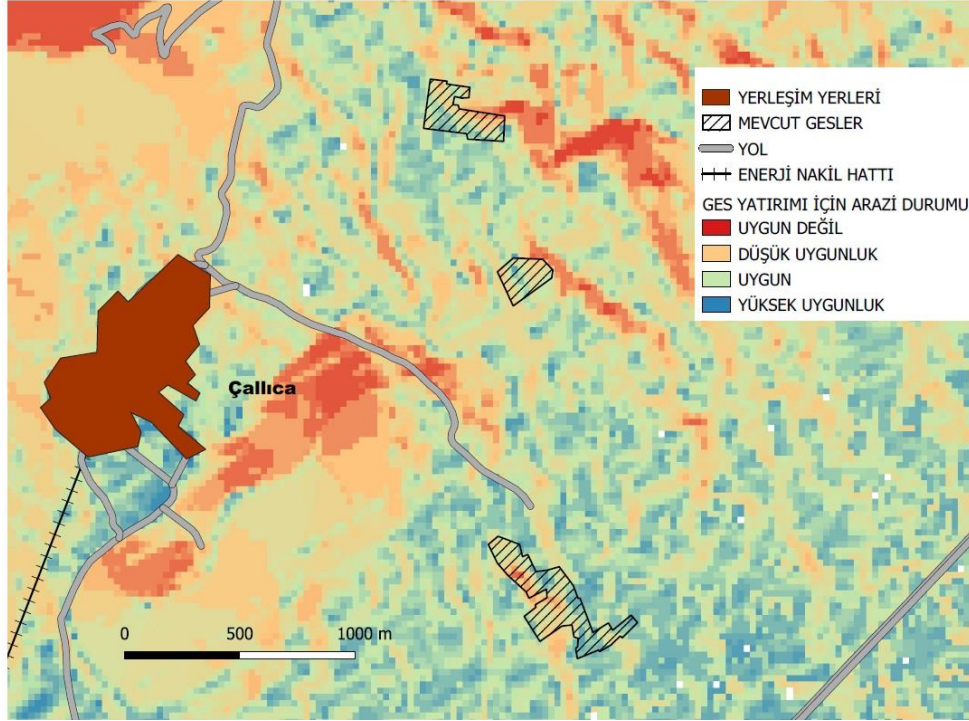 YERLEŞİM YERLERİ
MEVCUT GESLER
YOL
ENERJİ NAKİL HATTI
GES YATIRIMI İÇİN ARAZİ DURUMU
UYGUN DEĞİL
DÜŞÜK UYGUNLUK
UYGUN
YÜKSEK UYGUNLUK
Çallıca
0 500 1000 m